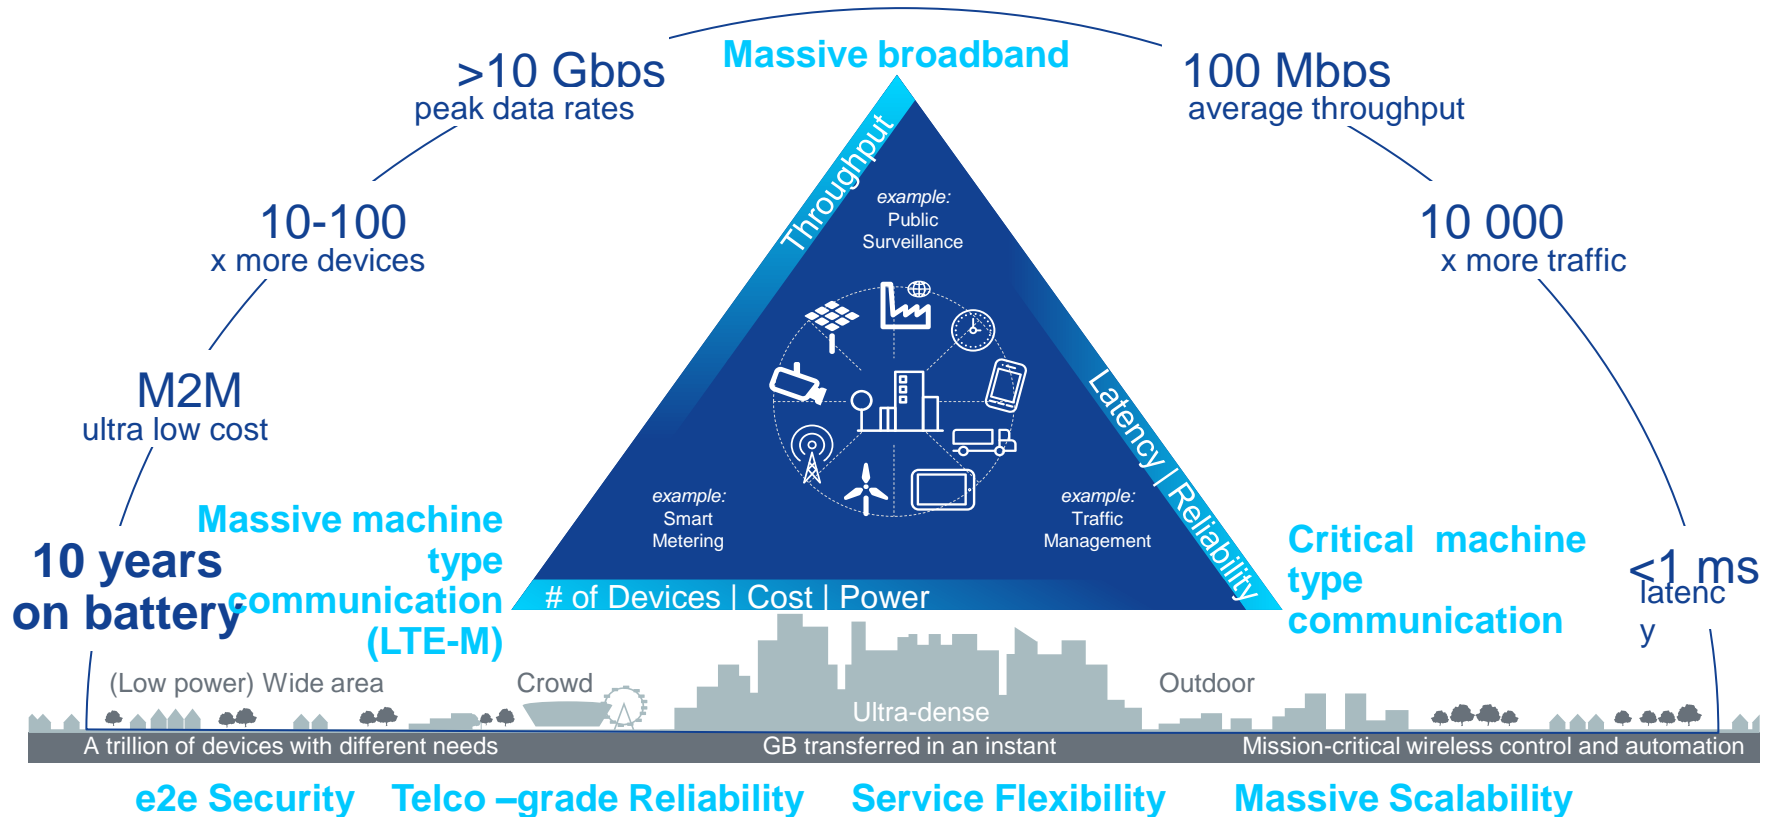 Massive broadband
>10 Gbps
peak data rates
100 Mbps
average throughput
10-100
x more devices
10 000
x more traffic
M2M
ultra low cost
10 years
on battery
<1 ms
latenc
y
Throughput
Latency | Reliability
# of Devices | Cost | Power
example:
Public
Surveillance
example:
Smart
Metering
example:
Traffic
Management
Massive machine
type
communication
(LTE-M)
Critical machine
type
communication
(Low power) Wide area
Crowd
Ultra-dense
Outdoor
A trillion of devices with different needs
GB transferred in an instant
Mission-critical wireless control and automation
e2e Security
Telco –grade Reliability
Service Flexibility
Massive Scalability